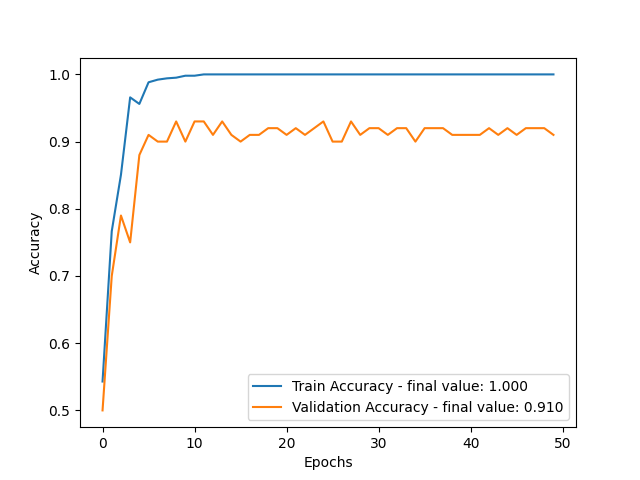 1.0
0.9
0.8
0.7
0.6
0.5
Accuracy
Train Accuracy - final value: 1.000
Validation Accuracy - final value: 0.910
0 10 20 30 40 50
Epochs